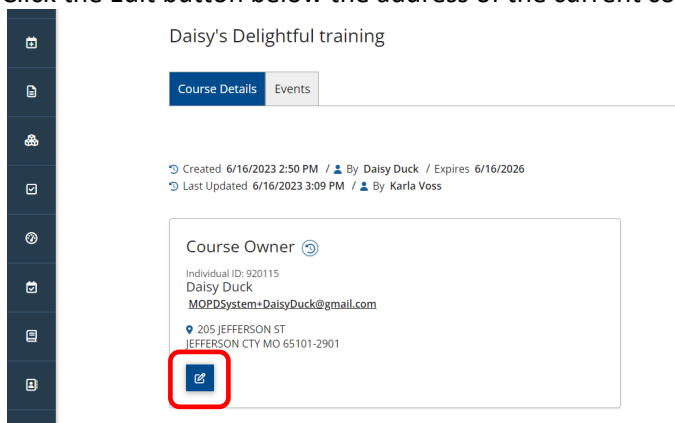 Click the Edit button below the address of the current co
Daisy's Delightful training
Course Details Events
Created 6/16/2023 2:50 PM / By Daisy Duck / Expires 6/16/2026
Last Updated 6/16/2023 3:09 PM / By Karla Voss
Course Owner
Individual ID: 920115
Daisy Duck
MOPDSystem+DaisyDuck@gmail.com
205 JEFFERSON ST
JEFFERSON CTY MO 65101-2901